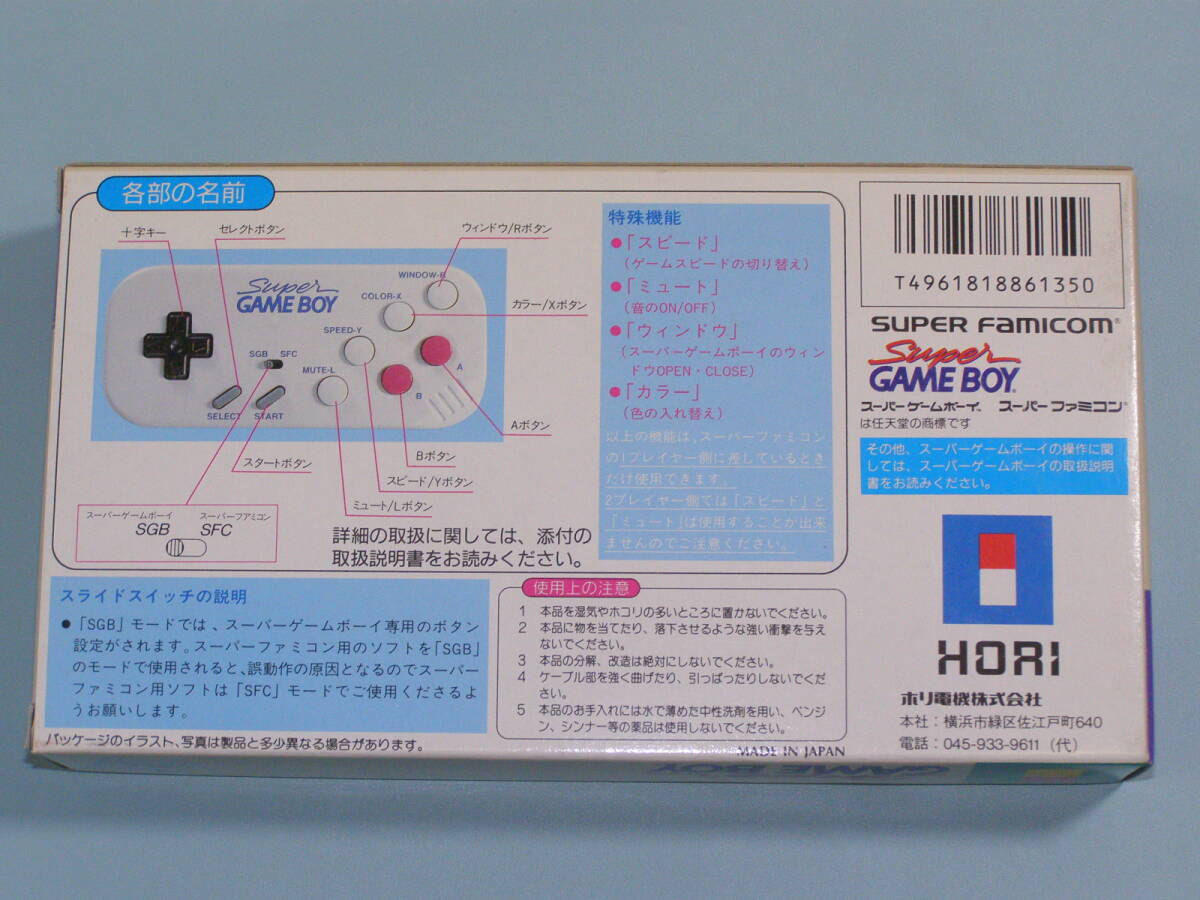 各部の名前
十字キー
セレクトボタン
ウィンドウ/Rボタン
カラー/Xボタン
Super
GAME BOY
WINDOW-R
COLOR-X
SPEED-Y
MUTE-L
SGB SFC
SELECT
START
A
B
Aボタン
Bボタン
スピード/Yボタン
ミュート/Lボタン
スタートボタン
スーパーゲームボーイ
SGB
スーパーファミコン
SFC
詳細の取扱に関しては、添付の
取扱説明書をお読みください。
特殊機能
●「スピード」
(ゲームスピードの切り替え)
●「ミュート」
(音のON/OFF)
●「ウィンドウ」
(スーパーゲームボーイのウィン
ドウOPEN・CLOSE)
●「カラー」
(色の入れ替え)
以上の機能は、スーパーファミコン
の1プレイヤー側に差しているとき
だけ使用できます。
2プレイヤー側では「スピード」と
「ミュート」は使用することが出来
ませんのでご注意ください。
スライドスイッチの説明
●「SGB」モードでは、スーパーゲームボーイ専用のボタン
設定がされます。スーパーファミコン用のソフトを「SGB」
のモードで使用されると、誤動作の原因となるのでスーパー
ファミコン用ソフトは「SFC」モードでご使用くださるよ
うお願いします。
パッケージのイラスト、写真は製品と多少異なる場合があります。
使用上の注意
1 本品を湿気やホコリの多いところに置かないでください。
2 本品に物を当てたり、落下させるような強い衝撃を与え
ないでください。
3 本品の分解、改造は絶対にしないでください。
4 ケーブル部を強く曲げたり、引っぱったりしないでくだ
さい。
5 本品のお手入れには水で薄めた中性洗剤を用い、ベンジ
ン、シンナー等の薬品は使用しないでください。
MADE IN JAPAN
T4961818861350
SUPER FAMICOM®
Super
GAME BOY®
スーパーゲームボーイ® スーパーファミコン®
は任天堂の商標です
その他、スーパーゲームボーイの操作に関
しては、スーパーゲームボーイの取扱説明
書をお読みください。
HORI
ホリ電機株式会社
本社：横浜市緑区佐江戸町640
電話：045-933-9611（代）
GAME BOY